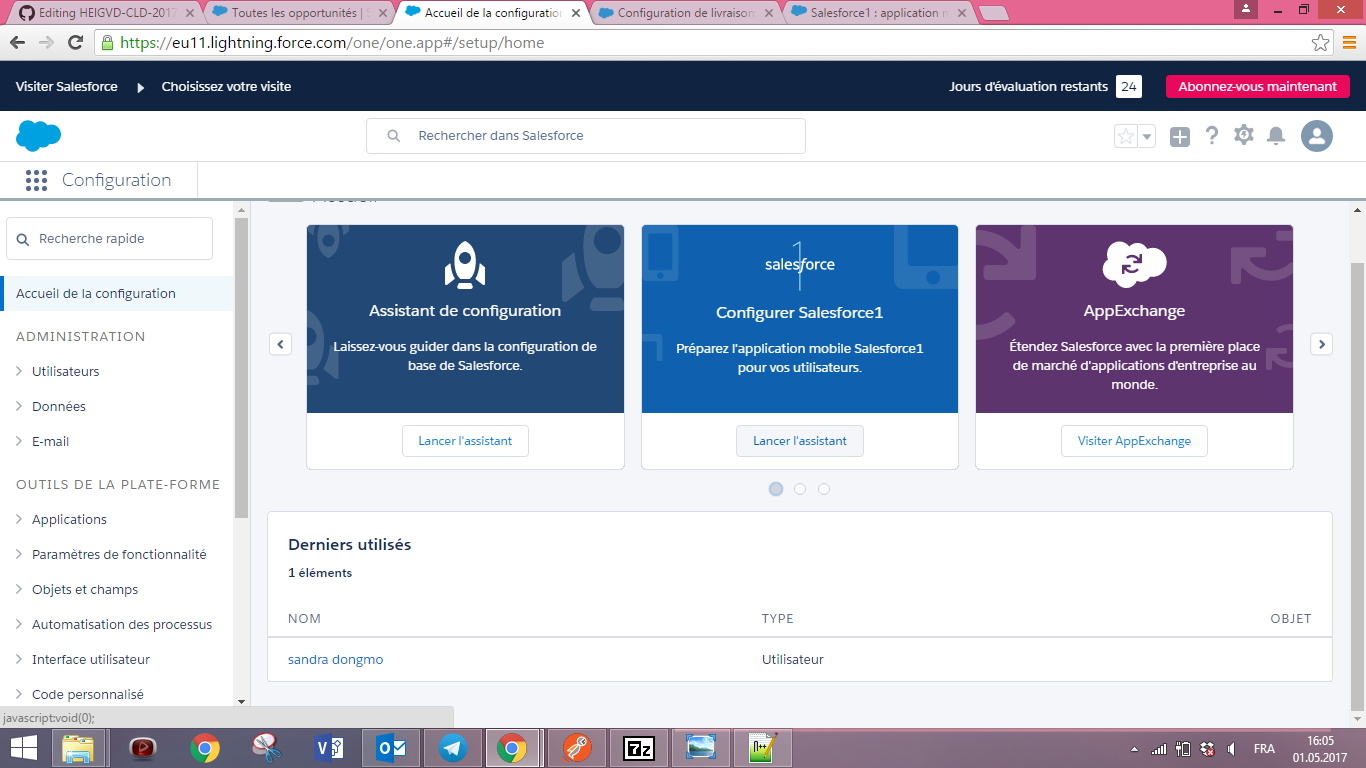 Editing HEIGVD-CLD-2017
Toutes les opportunités | S
Accueil de la configuration
Configuration de livraison
Salesforce1 : application m
https://eu11.lightning.force.com/one/one.app#/setup/home
Visiter Salesforce
Choisissez votre visite
Jours d'évaluation restants 24
Abonnez-vous maintenant
Rechercher dans Salesforce
Configuration
Recherche rapide
Accueil de la configuration
ADMINISTRATION
Utilisateurs
Données
E-mail
OUTILS DE LA PLATE-FORME
Applications
Paramètres de fonctionnalité
Objets et champs
Automatisation des processus
Interface utilisateur
Code personnalisé
Assistant de configuration
Laissez-vous guider dans la configuration de
base de Salesforce.
Lancer l'assistant
salesforce
1
Configurer Salesforce1
Préparez l'application mobile Salesforce1
pour vos utilisateurs.
Lancer l'assistant
AppExchange
Étendez Salesforce avec la première place
de marché d'applications d'entreprise au
monde.
Visiter AppExchange
Derniers utilisés
1 éléments
NOM TYPE OBJET
sandra dongmo Utilisateur
javascript:void(0);
FRA
16:05
01.05.2017